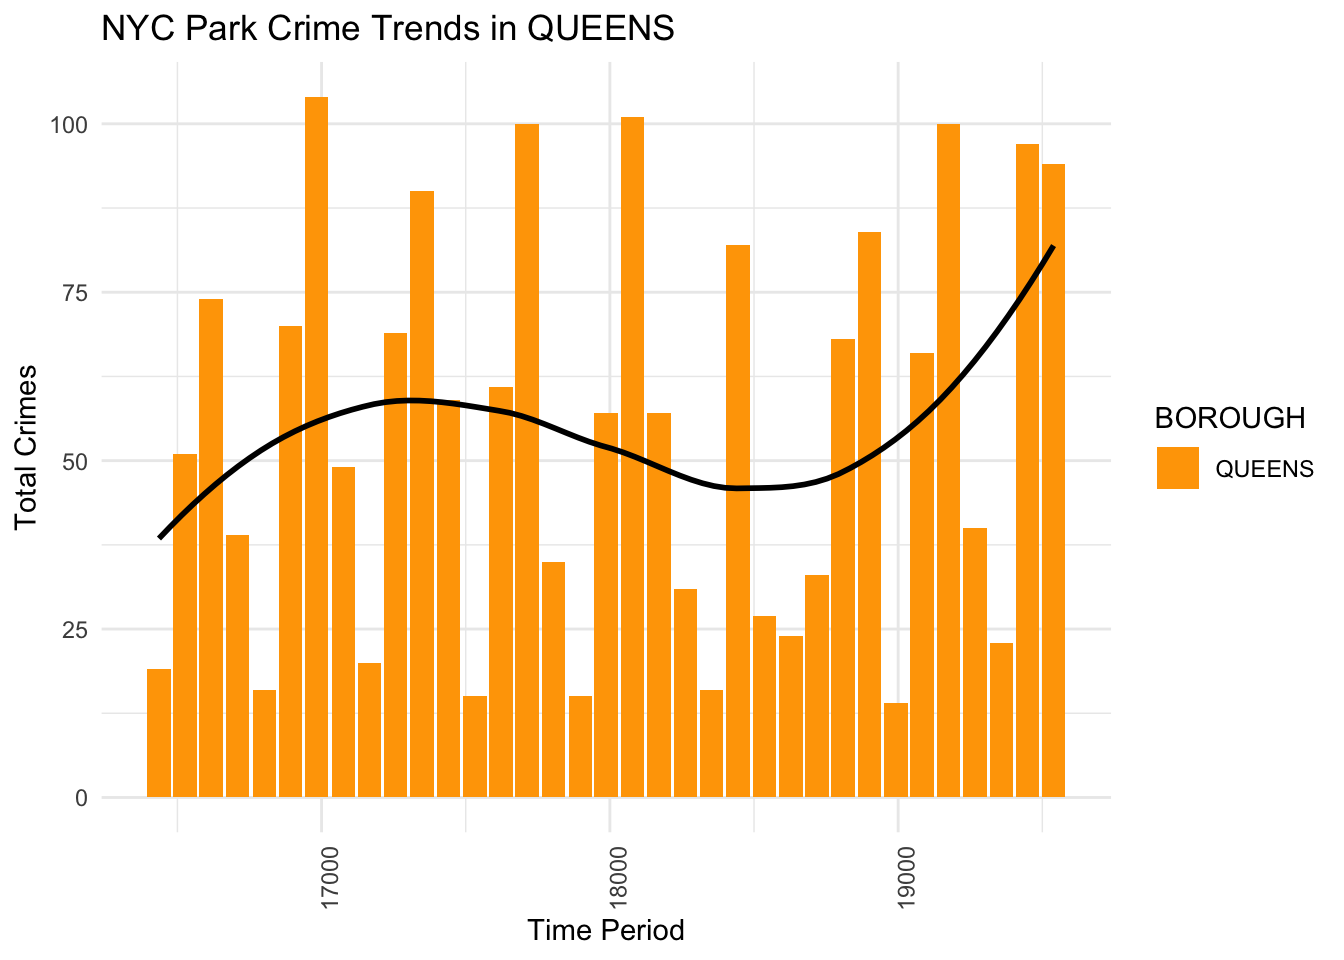 NYC Park Crime Trends in QUEENS
Total Crimes
100
75
50
25
0
17000
18000
19000
Time Period
BOROUGH
QUEENS